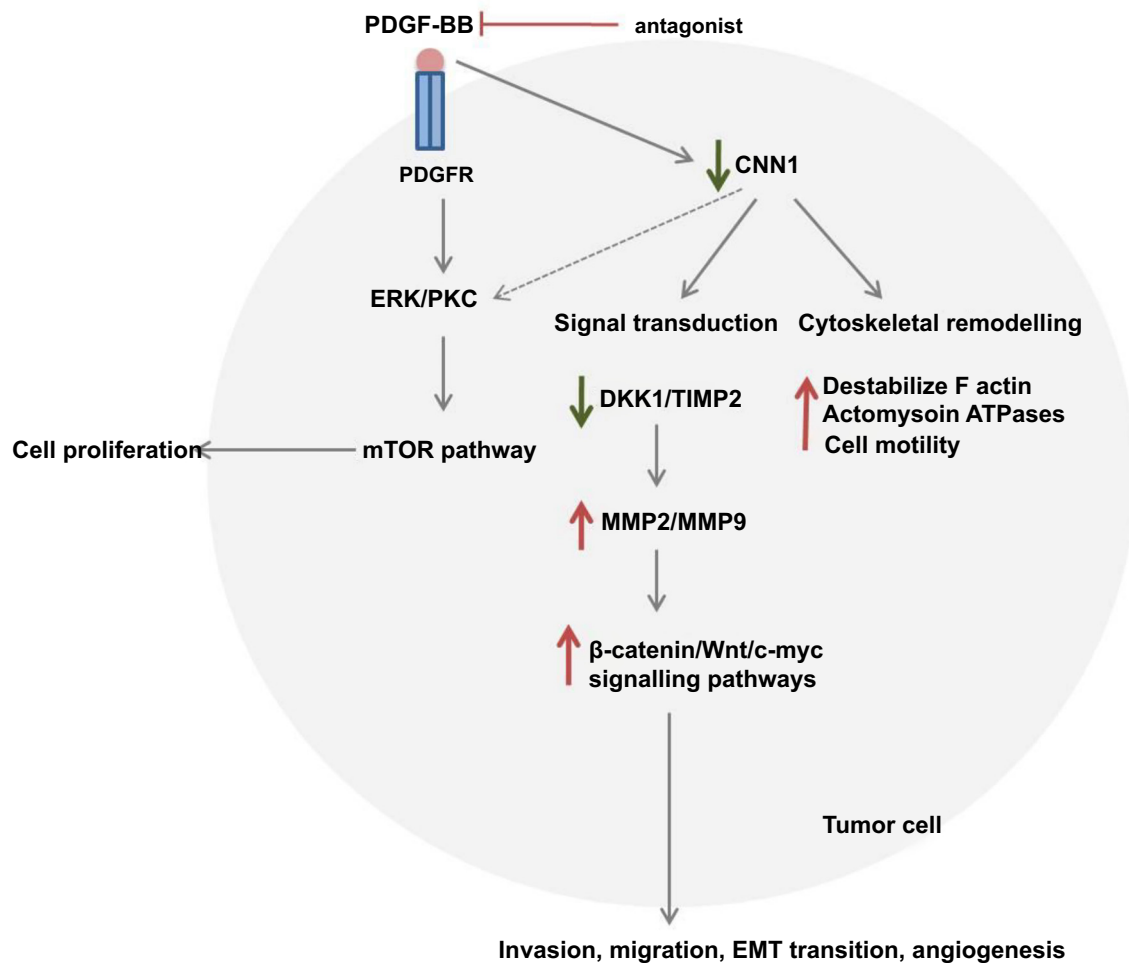 PDGF-BB
antagonist
CNN1
PDGFR
ERK/PKC
Signal transduction
Cytoskeletal remodelling
DKK1/TIMP2
Destabilize F actin
Actomysoin ATPases
Cell motility
Cell proliferation
mTOR pathway
MMP2/MMP9
β-catenin/Wnt/c-myc
signalling pathways
Tumor cell
Invasion, migration, EMT transition, angiogenesis